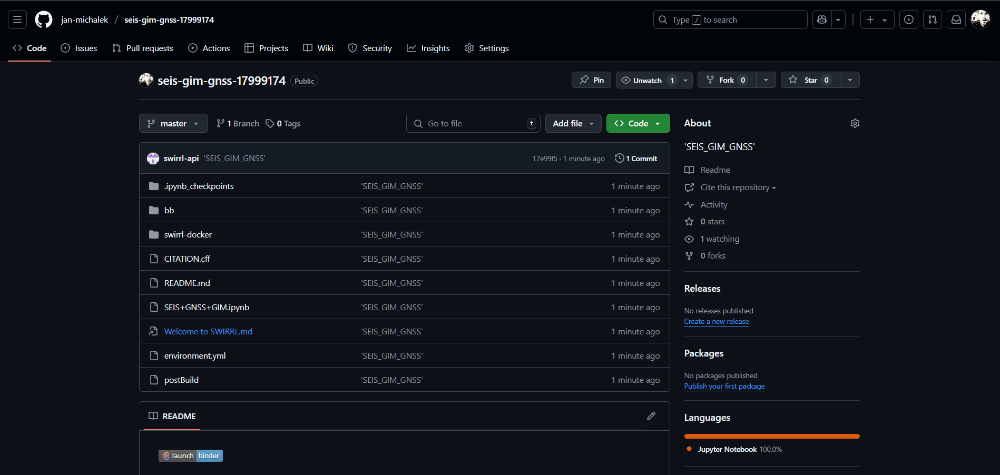 jan-michalek / seis-gim-gnss-17999174
Type / to search
Code Issues Pull requests Actions Projects Wiki Security Insights Settings
seis-gim-gnss-17999174 Public
Pin Unwatch 1 Fork 0 Star 0
master 1 Branch 0 Tags Go to file t Add file Code
swirrl-api 'SEIS_GIM_GNSS' 17e99f5 · 1 minute ago 1 Commit
.ipynb_checkpoints 'SEIS_GIM_GNSS' 1 minute ago
bb 'SEIS_GIM_GNSS' 1 minute ago
swirrl-docker 'SEIS_GIM_GNSS' 1 minute ago
CITATION.cff 'SEIS_GIM_GNSS' 1 minute ago
README.md 'SEIS_GIM_GNSS' 1 minute ago
SEIS+GNSS+GIM.ipynb 'SEIS_GIM_GNSS' 1 minute ago
Welcome to SWIRRL.md 'SEIS_GIM_GNSS' 1 minute ago
environment.yml 'SEIS_GIM_GNSS' 1 minute ago
postBuild 'SEIS_GIM_GNSS' 1 minute ago
README
launch binder
About
'SEIS_GIM_GNSS'
Readme
Cite this repository
Activity
0 stars
1 watching
0 forks
Releases
No releases published
Create a new release
Packages
No packages published
Publish your first package
Languages
Jupyter Notebook 100.0%